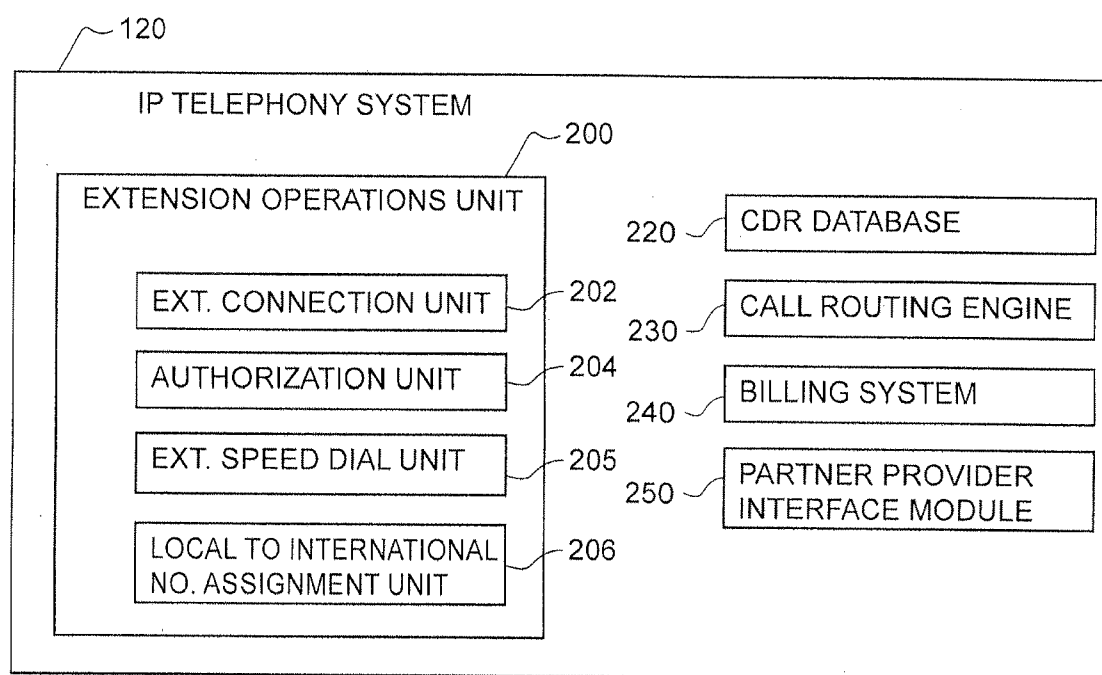 120
IP TELEPHONY SYSTEM
200
EXTENSION OPERATIONS UNIT
EXT. CONNECTION UNIT
202
AUTHORIZATION UNIT
204
EXT. SPEED DIAL UNIT
205
LOCAL TO INTERNATIONAL
NO. ASSIGNMENT UNIT
206
220
CDR DATABASE
230
CALL ROUTING ENGINE
240
BILLING SYSTEM
250
PARTNER PROVIDER
INTERFACE MODULE